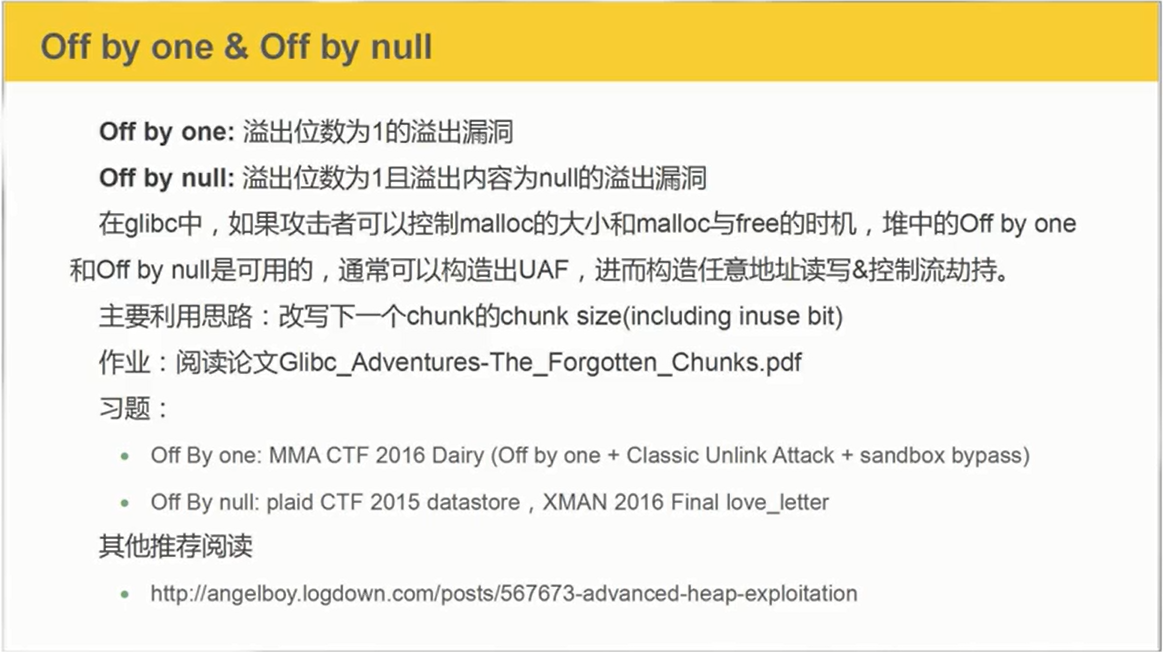 Off by one & Off by null
Off by one: 溢出位数为1的溢出漏洞
Off by null: 溢出位数为1且溢出内容为null的溢出漏洞
在glibc中，如果攻击者可以控制malloc的大小和malloc与free的时机，堆中的Off by one
和Off by null是可用的，通常可以构造出UAF，进而构造任意地址读写&控制流劫持。
主要利用思路：改写下一个chunk的chunk size(including inuse bit)
作业：阅读论文Glibc_Adventures-The_Forgotten_Chunks.pdf
习题：
• Off By one: MMA CTF 2016 Dairy (Off by one + Classic Unlink Attack + sandbox bypass)
• Off By null: plaid CTF 2015 datastore，XMAN 2016 Final love_letter
其他推荐阅读
• http://angelboy.logdown.com/posts/567673-advanced-heap-exploitation